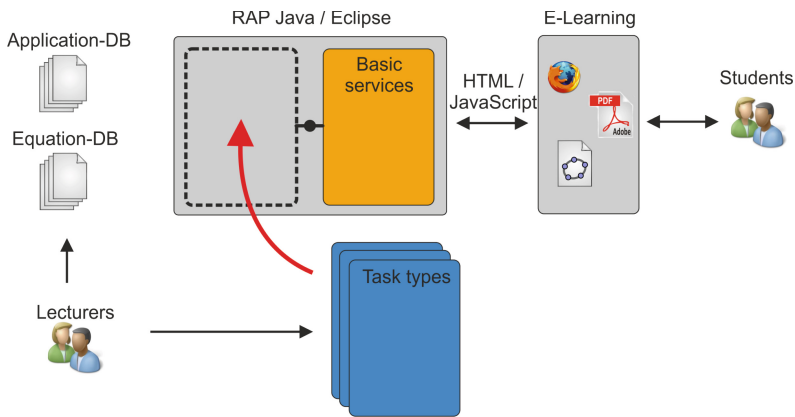 RAP Java / Eclipse
E-Learning
Application-DB
Basic
services
HTML /
JavaScript
Students
PDF
Adobe
Equation-DB
Task types
Lecturers